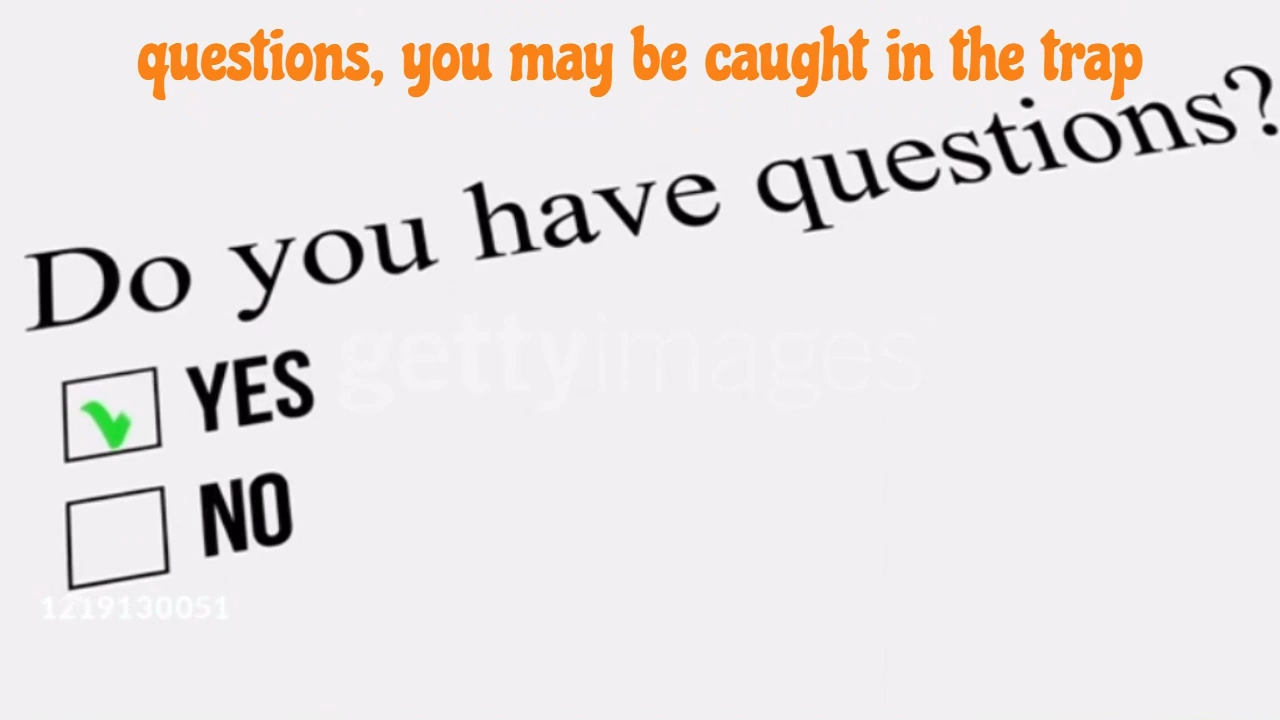 questions, you may be caught in the trap
Do you have questions?
gettyimages
YES
NO
1219130051